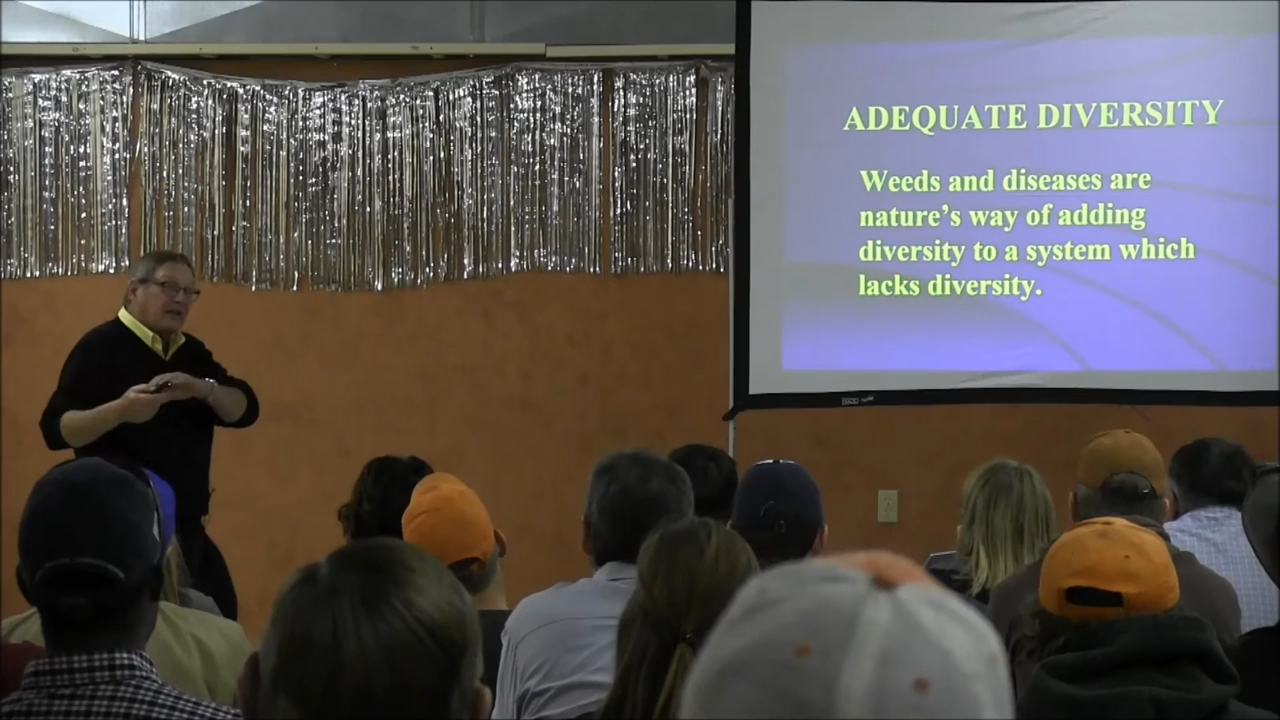 ADEQUATE DIVERSITY
Weeds and diseases are
nature's way of adding
diversity to a system which
lacks diversity.